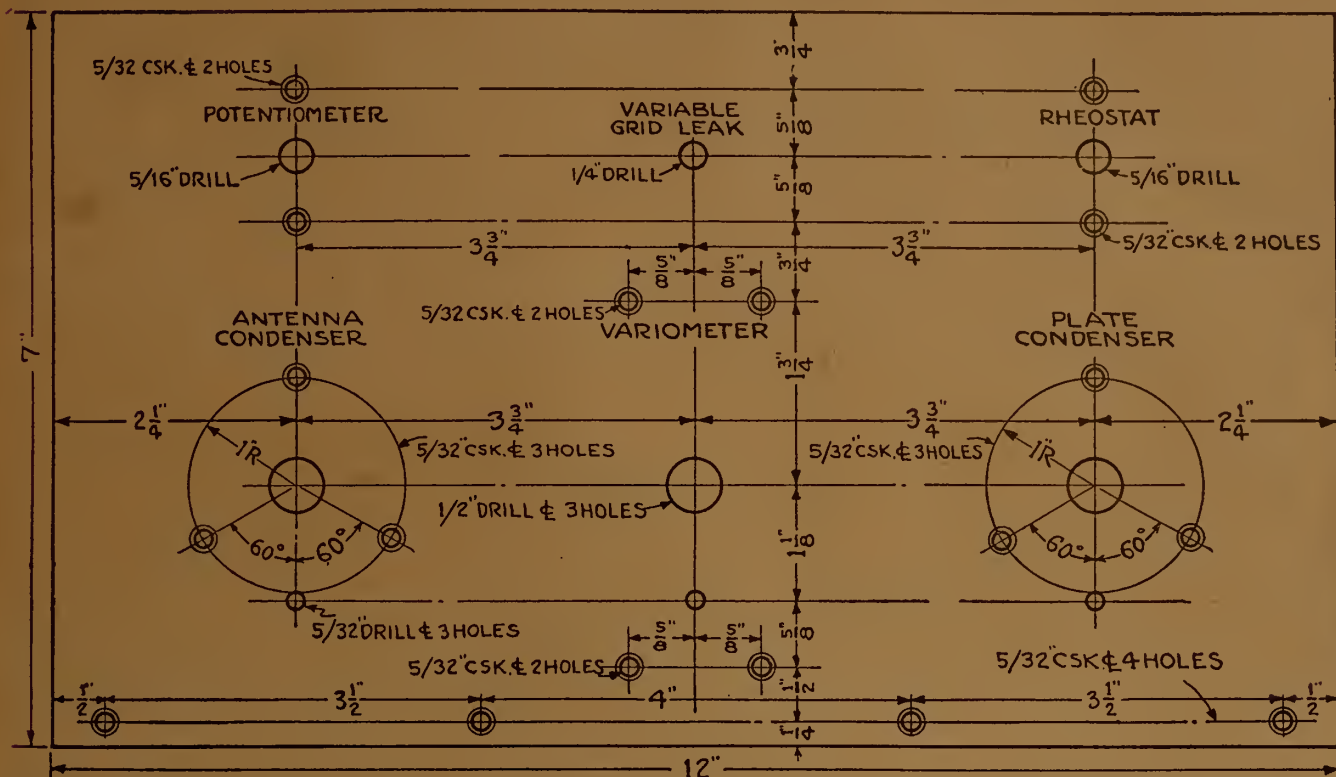 3/4"
5/32 CSK. ℄ 2 HOLES
POTENTIOMETER
VARIABLE
GRID LEAK
5/8"
RHEOSTAT
5/16" DRILL
1/4" DRILL
5/8"
5/16" DRILL
3 3/4"
3 3/4"
5/32" CSK. ℄ 2 HOLES
5/8"
5/8"
3/4"
5/32 CSK. ℄ 2 HOLES
VARIOMETER
ANTENNA
CONDENSER
PLATE
CONDENSER
7"
1 3/4"
2 1/4"
3 3/4"
3 3/4"
2 1/4"
1"R
5/32" CSK. ℄ 3 HOLES
5/32" CSK. ℄ 3 HOLES
1"R
1/2" DRILL ℄ 3 HOLES
60°
60°
1 1/8"
60°
60°
5/32" DRILL ℄ 3 HOLES
5/8"
5/8"
5/8"
5/32" CSK. ℄ 2 HOLES
5/32" CSK. ℄ 4 HOLES
1/2"
3 1/2"
4"
1/2"
3 1/2"
1/2"
1/4"
12"